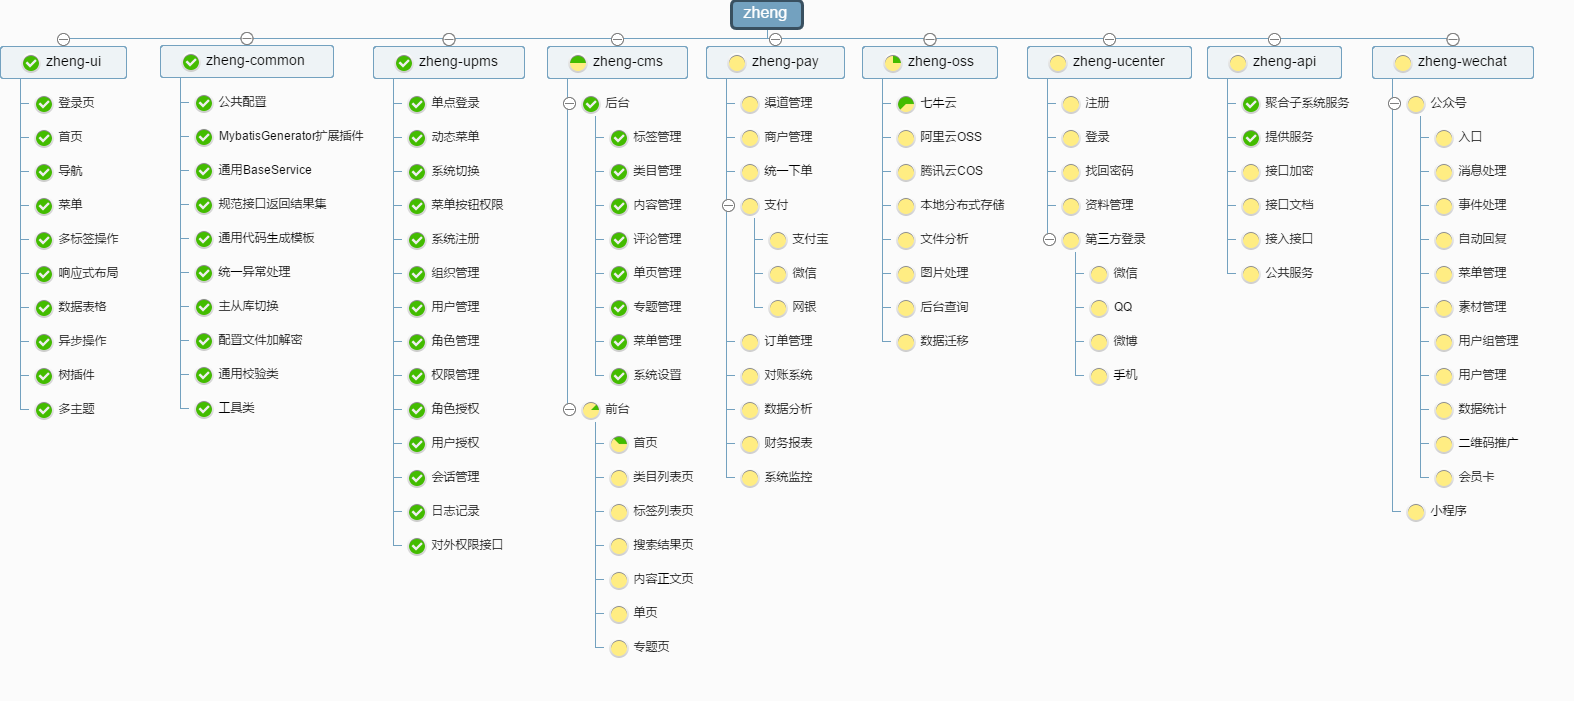 zheng
zheng-ui
登录页
首页
导航
菜单
多标签操作
响应式布局
数据表格
异步操作
树插件
多主题
zheng-common
公共配置
MybatisGenerator扩展插件
通用BaseService
规范接口返回结果集
通用代码生成模板
统一异常处理
主从库切换
配置文件加解密
通用校验类
工具类
zheng-upms
单点登录
动态菜单
系统切换
菜单按钮权限
系统注册
组织管理
用户管理
角色管理
权限管理
角色授权
用户授权
会话管理
日志记录
对外权限接口
zheng-cms
后台
标签管理
类目管理
内容管理
评论管理
单页管理
专题管理
菜单管理
系统设置
前台
首页
类目列表页
标签列表页
搜索结果页
内容正文页
单页
专题页
zheng-pay
渠道管理
商户管理
统一下单
支付
支付宝
微信
网银
订单管理
对账系统
数据分析
财务报表
系统监控
zheng-oss
七牛云
阿里云OSS
腾讯云COS
本地分布式存储
文件分析
图片处理
后台查询
数据迁移
zheng-ucenter
注册
登录
找回密码
资料管理
第三方登录
微信
QQ
微博
手机
zheng-api
聚合子系统服务
提供服务
接口加密
接口文档
接入接口
公共服务
zheng-wechat
公众号
入口
消息处理
事件处理
自动回复
菜单管理
素材管理
用户组管理
用户管理
数据统计
二维码推广
会员卡
小程序